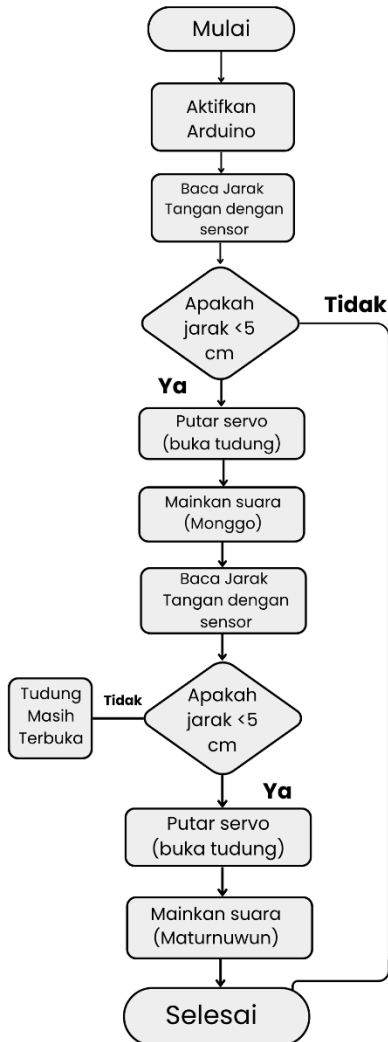 Mulai
Aktifkan
Arduino
Baca Jarak
Tangan dengan
sensor
Apakah
jarak <5
cm
Tidak
Ya
Putar servo
(buka tudung)
Mainkan suara
(Monggo)
Baca Jarak
Tangan dengan
sensor
Apakah
jarak <5
cm
Tidak
Tudung
Masih
Terbuka
Ya
Putar servo
(buka tudung)
Mainkan suara
(Maturnuwun)
Selesai